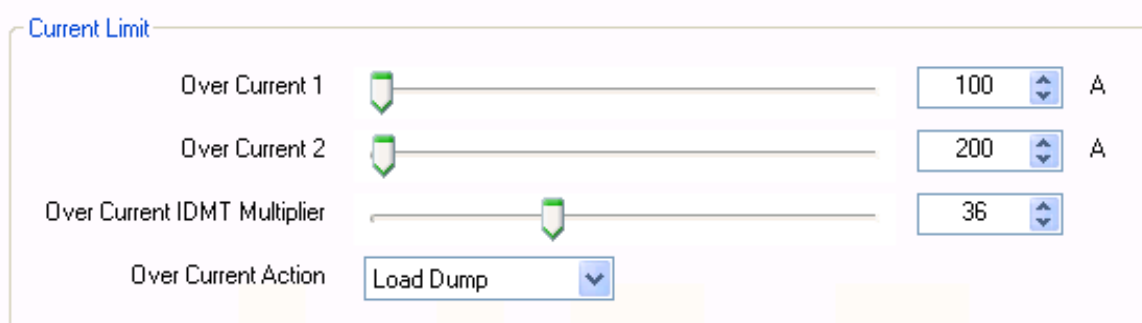 Current Limit
Over Current 1 100 A
Over Current 2 200 A
Over Current IDMT Multiplier 36
Over Current Action Load Dump